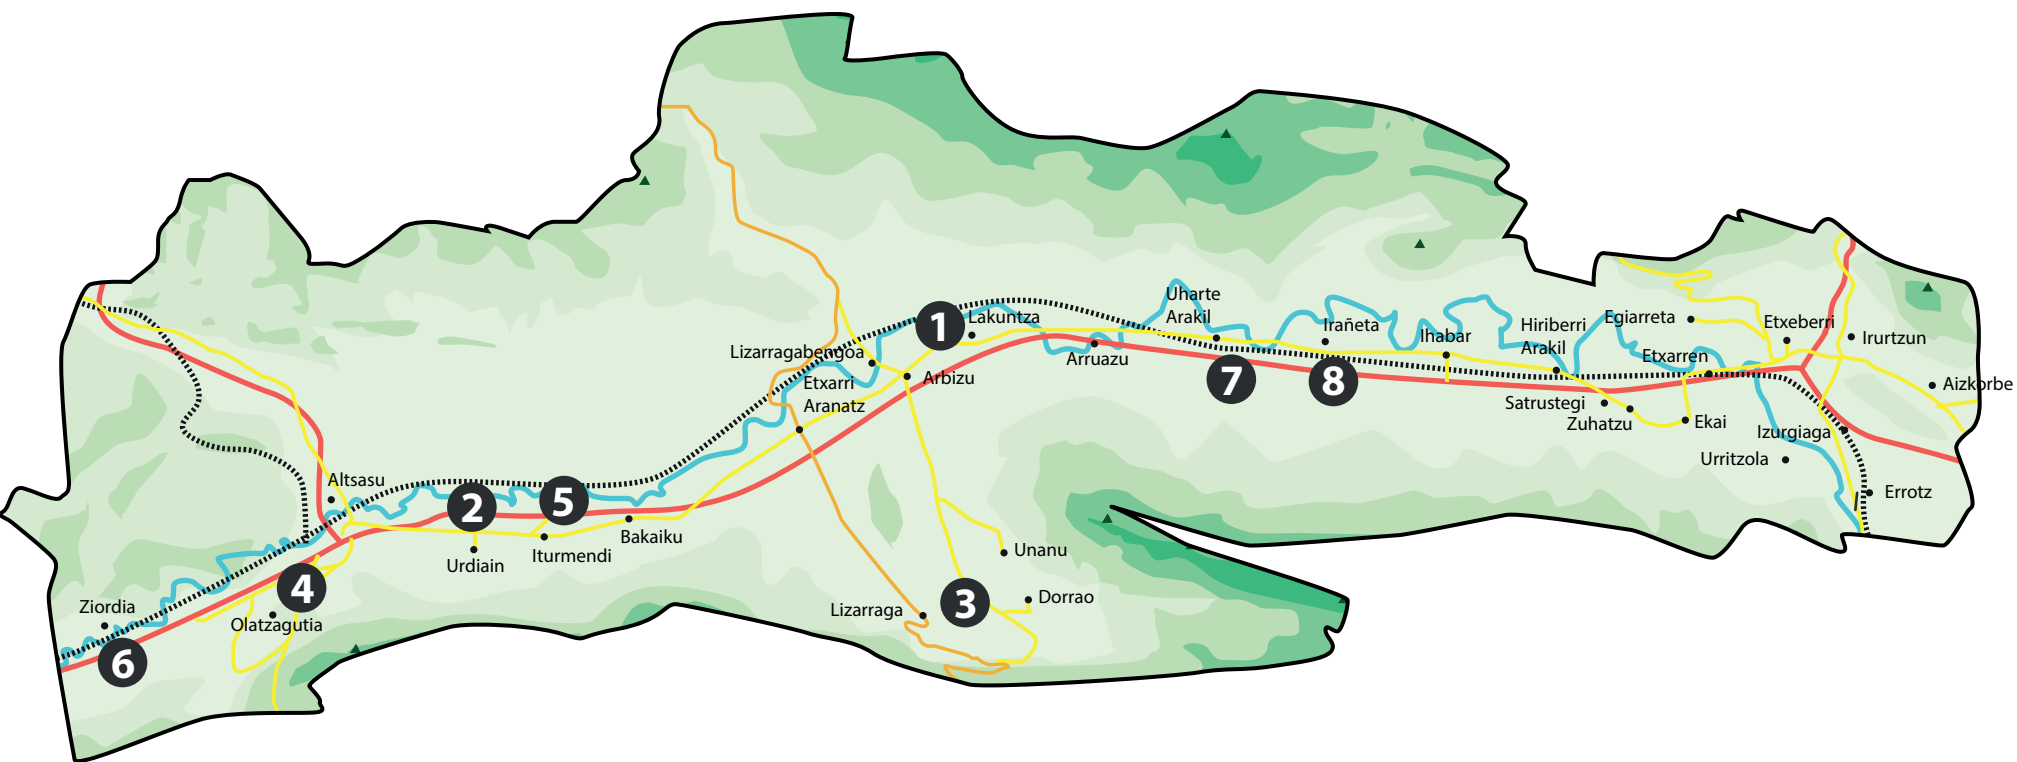 Uharte
Arakil
1
Lakuntza
Irañeta
Hiriberri
Arakil
Egiarreta
Etxeberri
Irurtzun
Ihabar
Lizarragabengoa
Arruazu
Etxarren
Etxarri
Aranatz
Arbizu
7
8
Aizkorbe
Satrustegi
Zuhatzu
Ekai
Izurgiaga
Urritzola
Errotz
Altsasu
2
5
Bakaiku
Urdiain
Iturmendi
Unanu
4
Ziordia
Olatzagutia
6
Lizarraga
3
Dorrao